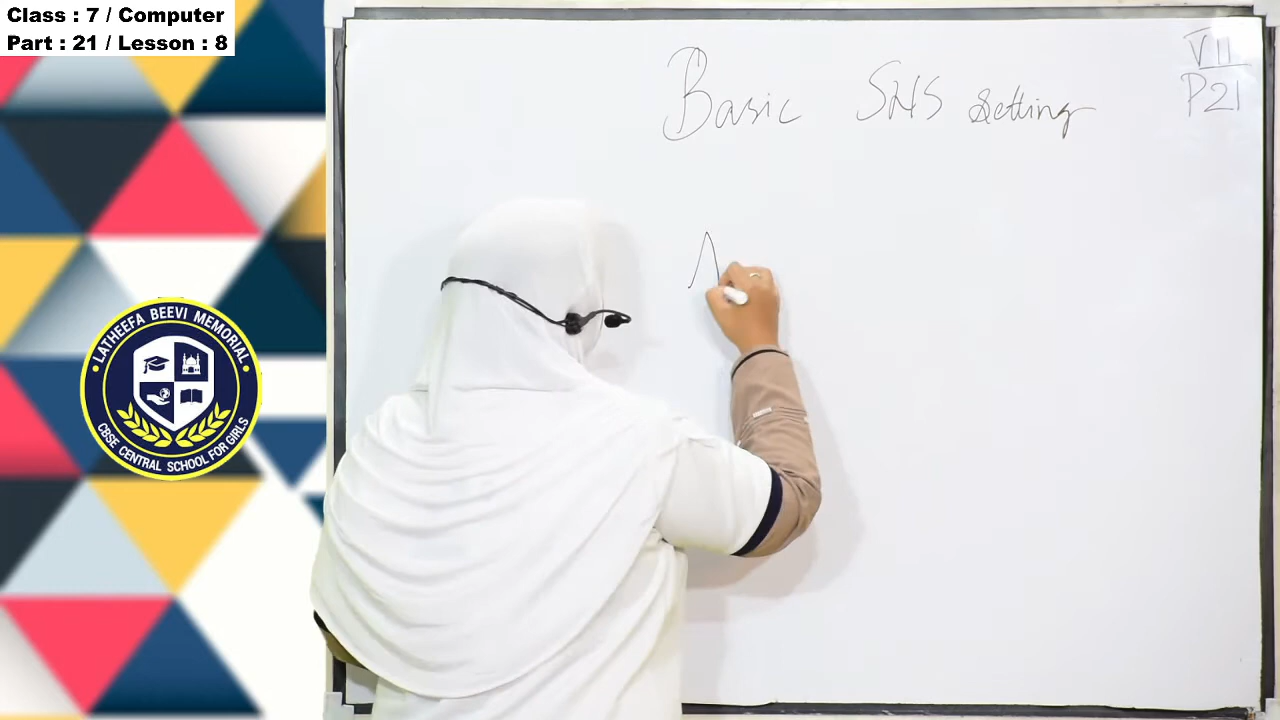 Class : 7 / Computer
Part : 21 / Lesson : 8
VII
P21
Basic SNS Setting
LATHEEFA BEEVI MEMORIAL
CBSE CENTRAL SCHOOL FOR GIRLS